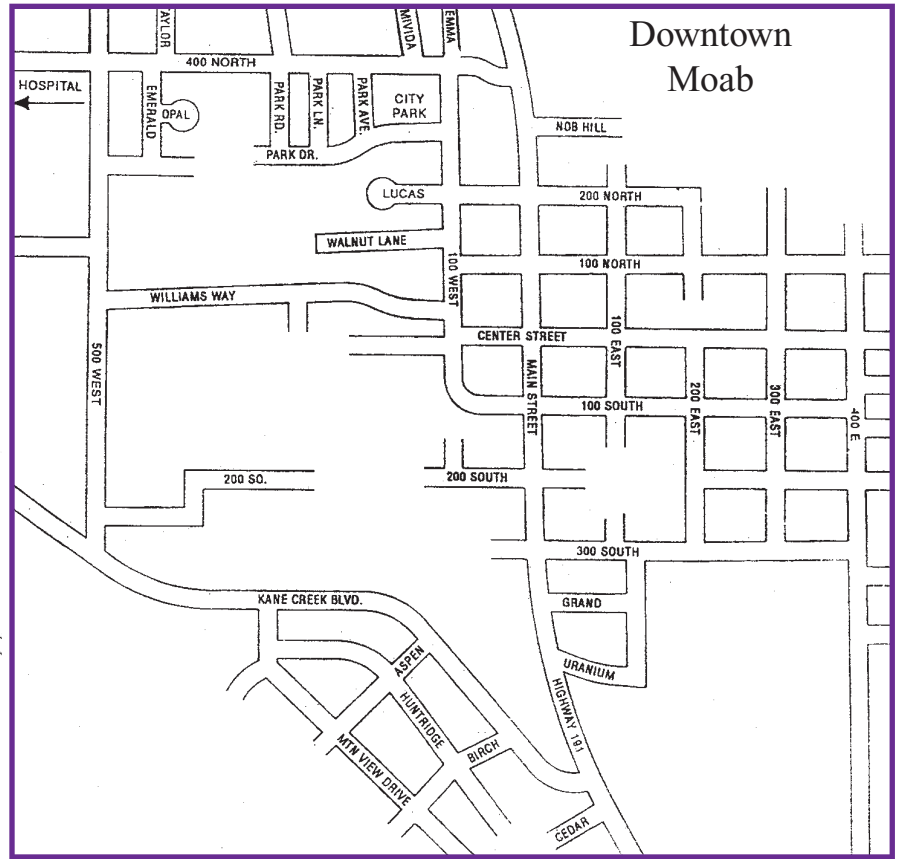 Downtown
Moab
TAYLOR
MIVIDA
EMMA
400 NORTH
HOSPITAL
EMERALD
OPAL
PARK RD.
PARK LN.
PARK AVE.
CITY
PARK
NOB HILL
PARK DR.
LUCAS
200 NORTH
WALNUT LANE
100 WEST
100 NORTH
WILLIAMS WAY
CENTER STREET
100 EAST
500 WEST
MAIN STREET
200 EAST
300 EAST
100 SOUTH
400 E
200 SO.
200 SOUTH
300 SOUTH
KANE CREEK BLVD.
GRAND
ASPEN
URANIUM
HUNTRIDGE
HIGHWAY 191
BIRCH
MTN VIEW DRIVE
CEDAR